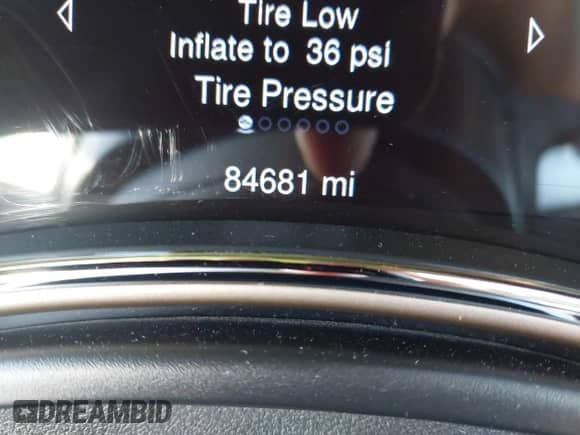 Tire Low
Inflate to 36 psi
Tire Pressure
84681 mi
DREAMBID